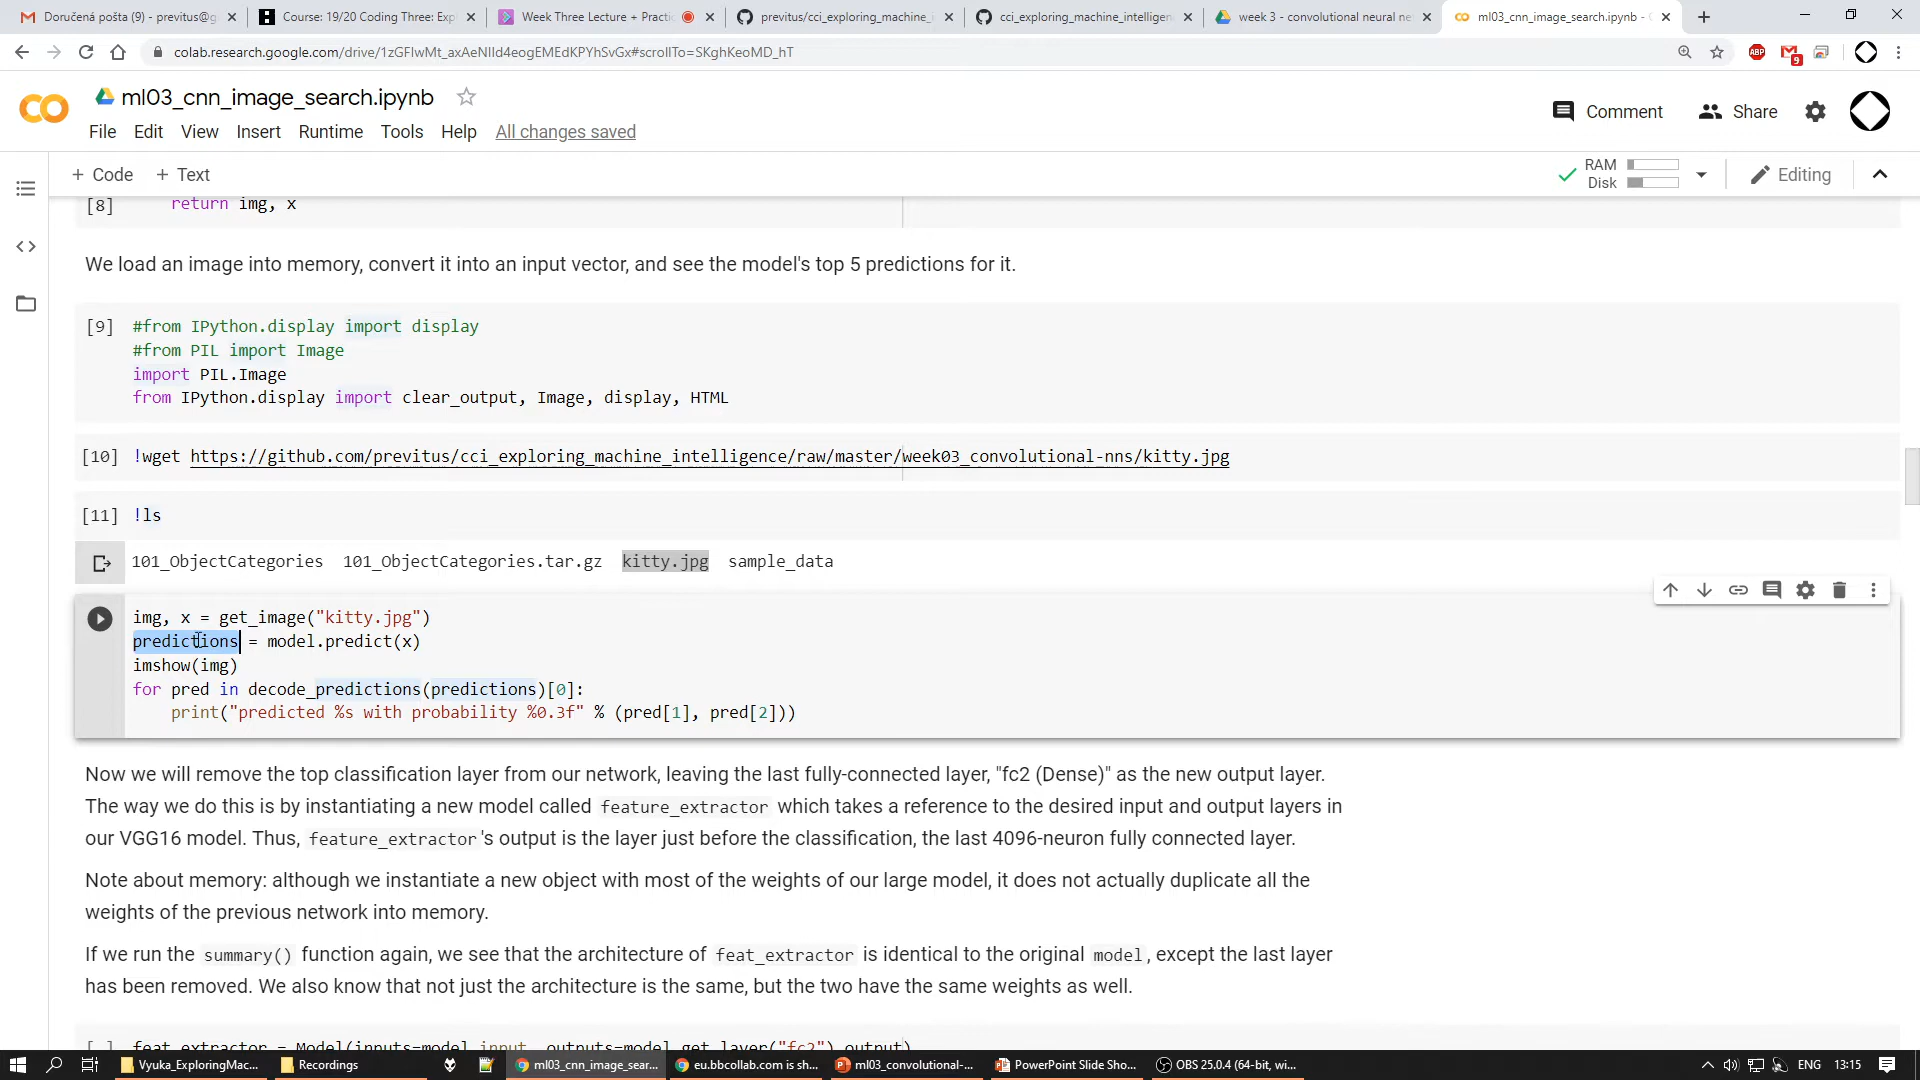 Doručená pošta (9) - previtus@g
Course: 19/20 Coding Three: Exp
Week Three Lecture + Practi
previtus/cci_exploring_machine_i
cci_exploring_machine_intelligen
week 3 - convolutional neural ne
ml03_cnn_image_search.ipynb -
colab.research.google.com/drive/1zGFIwMt_axAeNIId4eogEMEdKPYhSvGx#scrollTo=SKghKeoMD_hT
ABP
9
ml03_cnn_image_search.ipynb
Comment
Share
File Edit View Insert Runtime Tools Help All changes saved
+ Code + Text
RAM
Disk
Editing
[8] return img, x
We load an image into memory, convert it into an input vector, and see the model's top 5 predictions for it.
[9] #from IPython.display import display
#from PIL import Image
import PIL.Image
from IPython.display import clear_output, Image, display, HTML
[10] !wget https://github.com/previtus/cci_exploring_machine_intelligence/raw/master/week03_convolutional-nns/kitty.jpg
[11] !ls
101_ObjectCategories 101_ObjectCategories.tar.gz kitty.jpg sample_data
img, x = get_image("kitty.jpg")
predictions = model.predict(x)
imshow(img)
for pred in decode_predictions(predictions)[0]:
print("predicted %s with probability %0.3f" % (pred[1], pred[2]))
Now we will remove the top classification layer from our network, leaving the last fully-connected layer, "fc2 (Dense)" as the new output layer.
The way we do this is by instantiating a new model called feature_extractor which takes a reference to the desired input and output layers in
our VGG16 model. Thus, feature_extractor's output is the layer just before the classification, the last 4096-neuron fully connected layer.
Note about memory: although we instantiate a new object with most of the weights of our large model, it does not actually duplicate all the
weights of the previous network into memory.
If we run the summary() function again, we see that the architecture of feat_extractor is identical to the original model, except the last layer
has been removed. We also know that not just the architecture is the same, but the two have the same weights as well.
[ ] feat_extractor = Model(inputs=model.input, outputs=model.get_layer("fc2").output)
Vyuka_ExploringMac...
Recordings
ml03_cnn_image_sear...
eu.bbcollab.com is sh...
ml03_convolutional-...
PowerPoint Slide Sho...
OBS 25.0.4 (64-bit, wi...
ENG
13:15